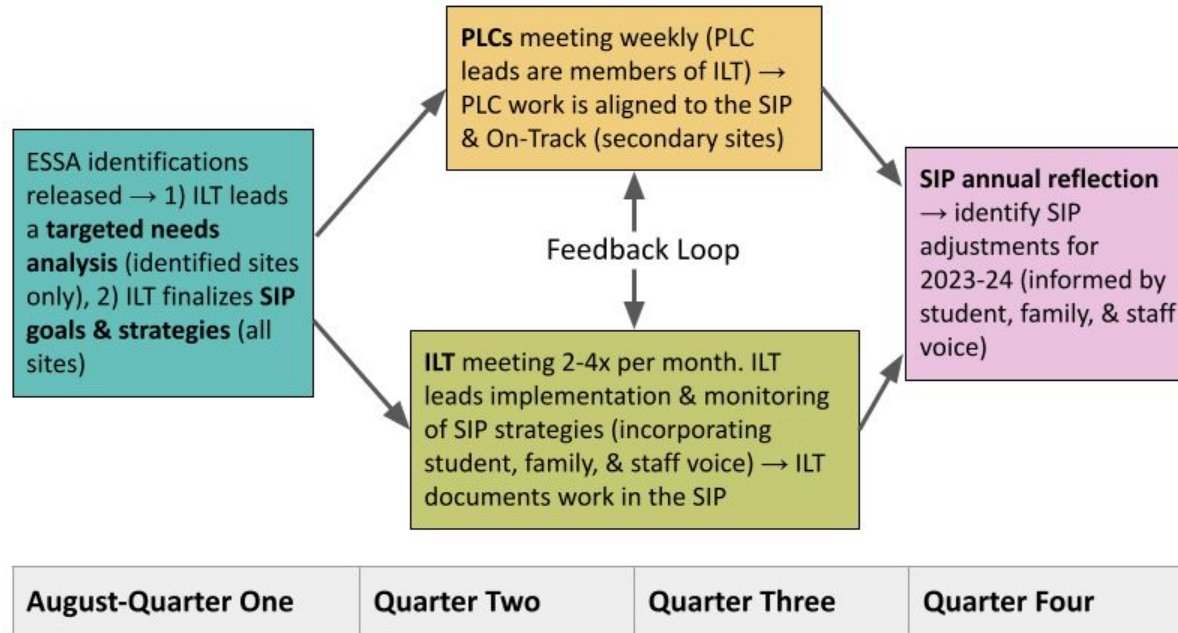 PLCs meeting weekly (PLC
leads are members of ILT) →
PLC work is aligned to the SIP
& On-Track (secondary sites)
ESSA identifications
released → 1) ILT leads
a targeted needs
analysis (identified sites
only), 2) ILT finalizes SIP
goals & strategies (all
sites)
Feedback Loop
SIP annual reflection
→ identify SIP
adjustments for
2023-24 (informed by
student, family, & staff
voice)
ILT meeting 2-4x per month. ILT
leads implementation & monitoring
of SIP strategies (incorporating
student, family, & staff voice) → ILT
documents work in the SIP
August-Quarter One
Quarter Two
Quarter Three
Quarter Four